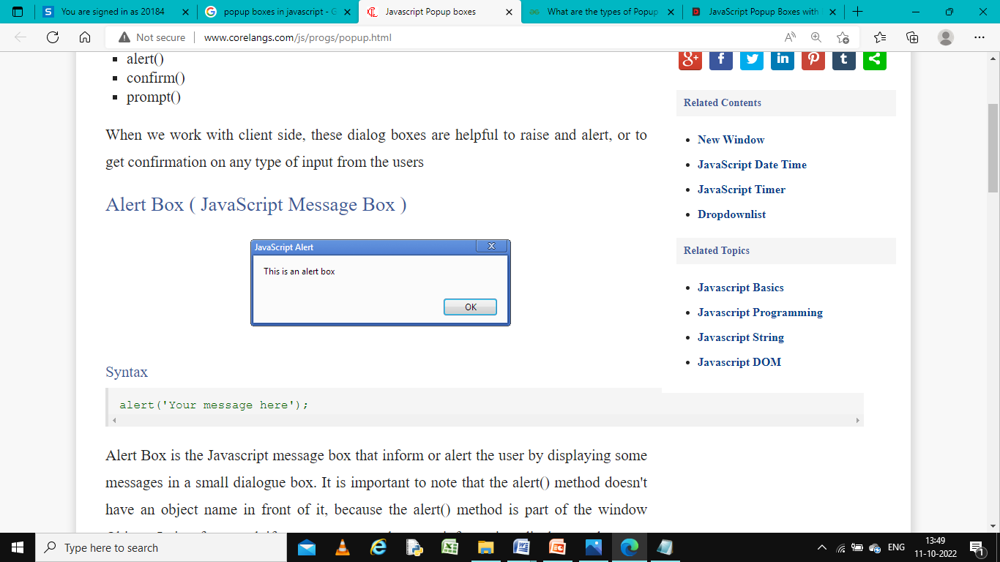 You are signed in as 20184
popup boxes in javascript - G
Javascript Popup boxes
What are the types of Popup
JavaScript Popup Boxes with
Not secure
www.corelangs.com/js/progs/popup.html
alert()
confirm()
prompt()
When we work with client side, these dialog boxes are helpful to raise and alert, or to
get confirmation on any type of input from the users
Alert Box ( JavaScript Message Box )
JavaScript Alert
This is an alert box
OK
Syntax
alert('Your message here');
Alert Box is the Javascript message box that inform or alert the user by displaying some
messages in a small dialogue box. It is important to note that the alert() method doesn't
have an object name in front of it, because the alert() method is part of the window
Related Contents
New Window
JavaScript Date Time
JavaScript Timer
Dropdownlist
Related Topics
Javascript Basics
Javascript Programming
Javascript String
Javascript DOM
Type here to search
ENG
13:49
11-10-2022
1